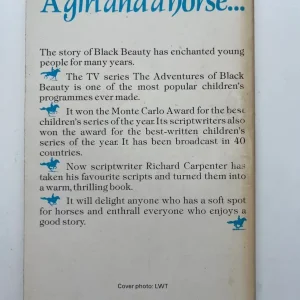 A girl and a horse...
The story of Black Beauty has enchanted young
people for many years.
The TV series The Adventures of Black
Beauty is one of the most popular children's
programmes ever made.
It won the Monte Carlo Award for the best
children's series of the year. Its scriptwriters also
won the award for the best-written children's
series of the year. It has been broadcast in 40
countries.
Now scriptwriter Richard Carpenter has
taken his favourite scripts and turned them into
a warm, thrilling book.
It will delight anyone who has a soft spot
for horses and enthrall everyone who enjoys a
good story.
Cover photo: LWT